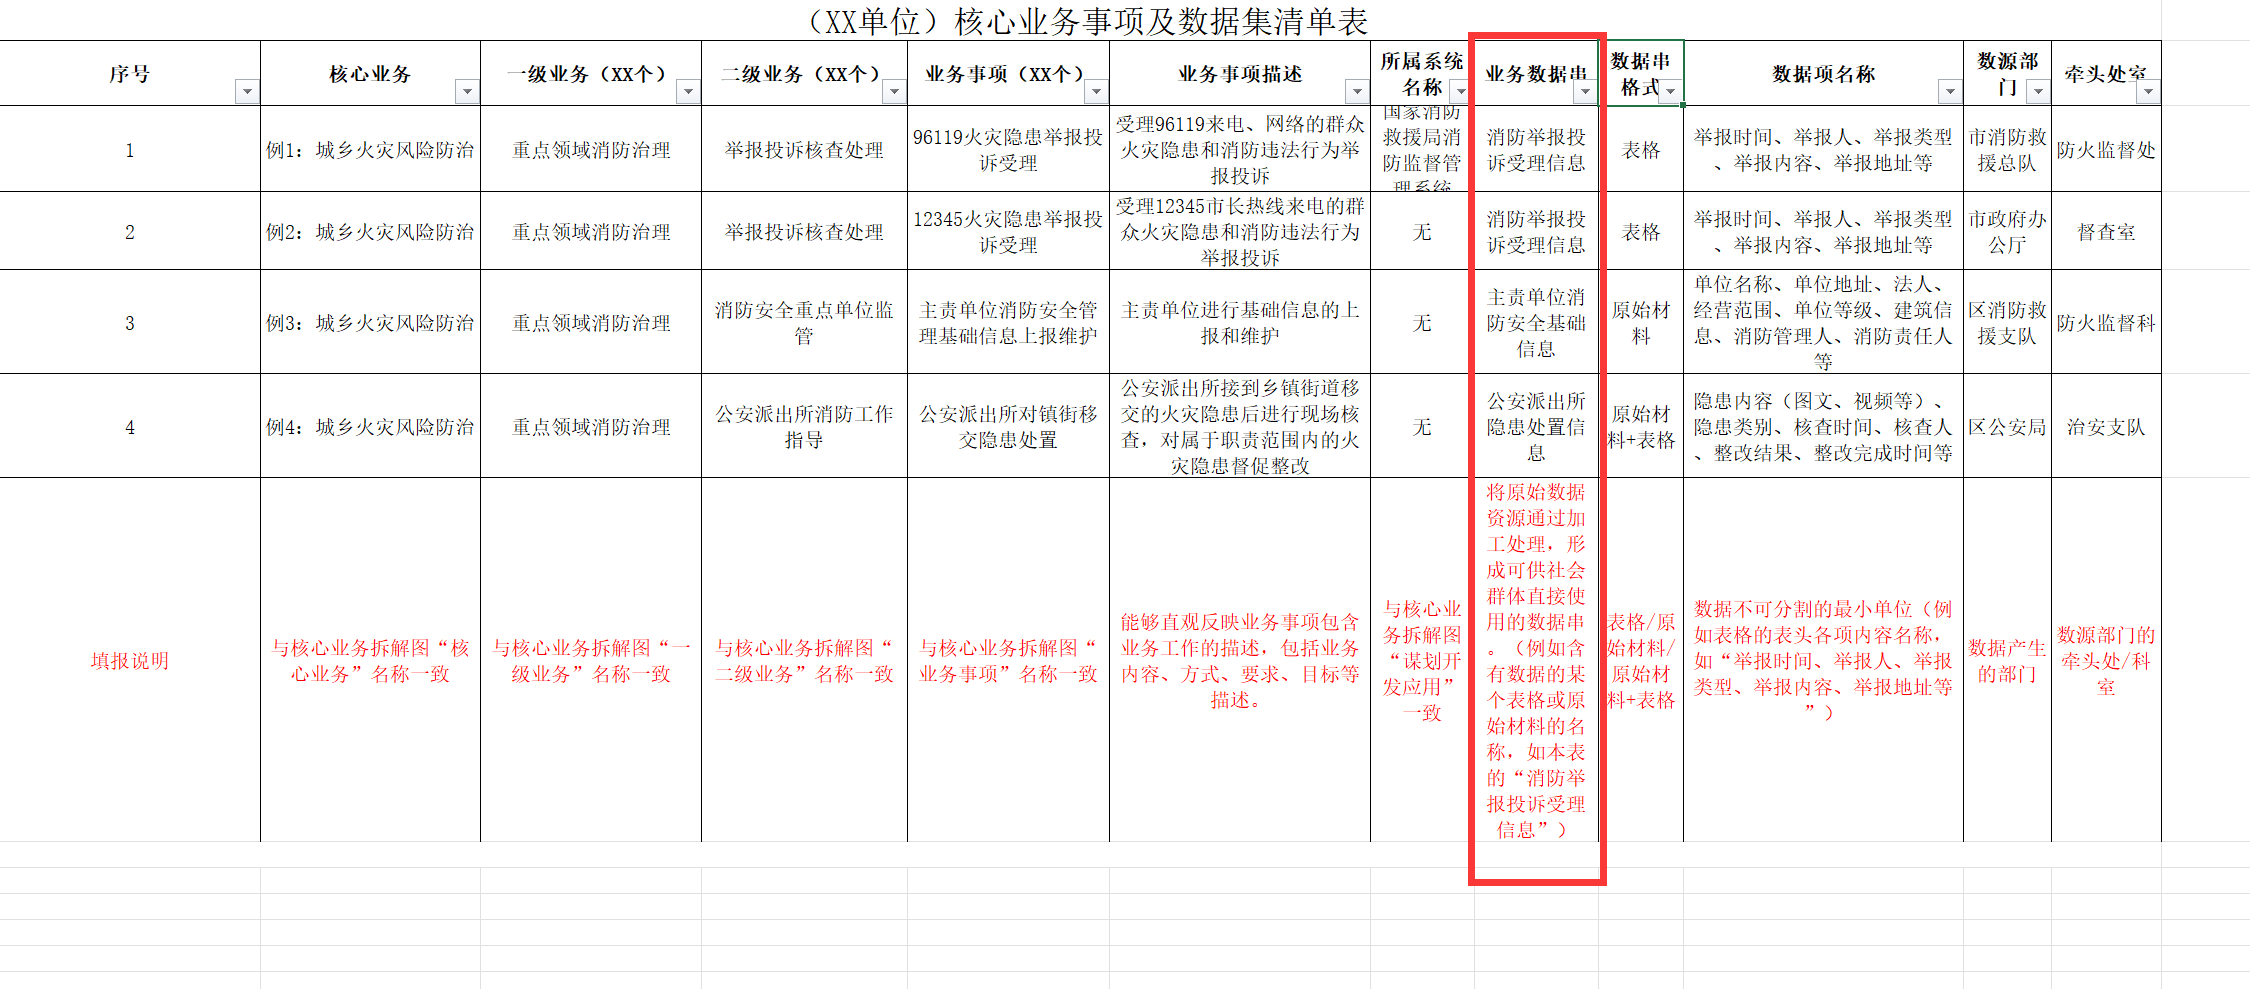 （XX单位）核心业务事项及数据集清单表
序号
核心业务
一级业务（XX个）
二级业务（XX个）
业务事项（XX个）
业务事项描述
所属系统
名称
业务数据串
数据串
格式
数据项名称
数源部
门
牵头处室
1
例1：城乡火灾风险防治
重点领域消防治理
举报投诉核查处理
96119火灾隐患举报投
诉受理
受理96119来电、网络的群众
火灾隐患和消防违法行为举
报投诉
国家消防
救援局消
防监督管
理系统
消防举报投
诉受理信息
表格
举报时间、举报人、举报类型
、举报内容、举报地址等
市消防救
援总队
防火监督处
2
例2：城乡火灾风险防治
重点领域消防治理
举报投诉核查处理
12345火灾隐患举报投
诉受理
受理12345市长热线来电的群
众火灾隐患和消防违法行为
举报投诉
无
消防举报投
诉受理信息
表格
举报时间、举报人、举报类型
、举报内容、举报地址等
市政府办
公厅
督查室
3
例3：城乡火灾风险防治
重点领域消防治理
消防安全重点单位监
管
主责单位消防安全管
理基础信息上报维护
主责单位进行基础信息的上
报和维护
无
主责单位消
防安全基础
信息
原始材
料
单位名称、单位地址、法人、
经营范围、单位等级、建筑信
息、消防管理人、消防责任人
等
区消防救
援支队
防火监督科
4
例4：城乡火灾风险防治
重点领域消防治理
公安派出所消防工作
指导
公安派出所对镇街移
交隐患处置
公安派出所接到乡镇街道移
交的火灾隐患后进行现场核
查，对属于职责范围内的火
灾隐患督促整改
无
公安派出所
隐患处置信
息
原始材
料+表格
隐患内容（图文、视频等）、
隐患类别、核查时间、核查人
、整改结果、整改完成时间等
区公安局
治安支队
填报说明
与核心业务拆解图“核
心业务”名称一致
与核心业务拆解图“一
级业务”名称一致
与核心业务拆解图“
二级业务”名称一致
与核心业务拆解图“
业务事项”名称一致
能够直观反映业务事项包含
业务工作的描述，包括业务
内容、方式、要求、目标等
描述。
与核心业
务拆解图
“谋划开
发应用”
一致
将原始数据
资源通过加
工处理，形
成可供社会
群体直接使
用的数据串
。（例如含
有数据的某
个表格或原
始材料的名
称，如本表
的“消防举
报投诉受理
信息”）
表格/原
始材料/
原始材
料+表格
数据不可分割的最小单位（例
如表格的表头各项内容名称，
如“举报时间、举报人、举报
类型、举报内容、举报地址等
”）
数据产生
的部门
数源部门的
牵头处/科
室